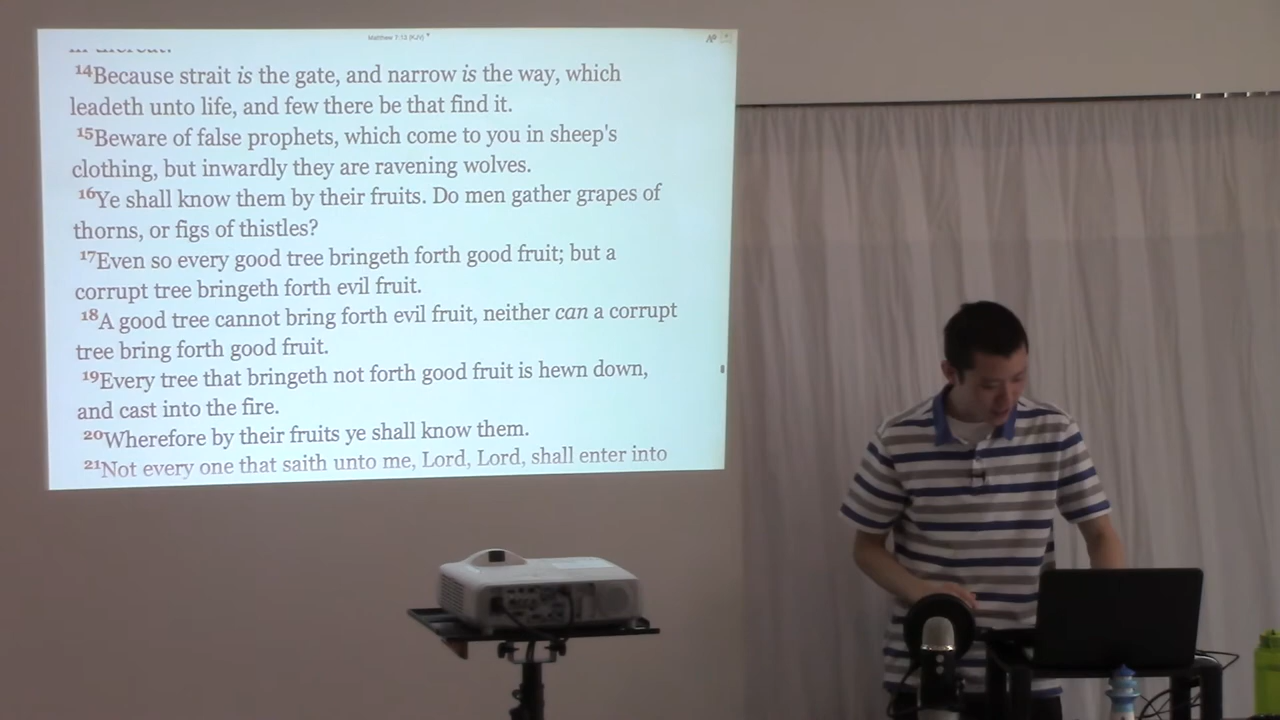 Matthew 7:13 (KJV)
in thereat.
14Because strait is the gate, and narrow is the way, which
leadeth unto life, and few there be that find it.
15Beware of false prophets, which come to you in sheep's
clothing, but inwardly they are ravening wolves.
16Ye shall know them by their fruits. Do men gather grapes of
thorns, or figs of thistles?
17Even so every good tree bringeth forth good fruit; but a
corrupt tree bringeth forth evil fruit.
18A good tree cannot bring forth evil fruit, neither can a corrupt
tree bring forth good fruit.
19Every tree that bringeth not forth good fruit is hewn down,
and cast into the fire.
20Wherefore by their fruits ye shall know them.
21Not every one that saith unto me, Lord, Lord, shall enter into